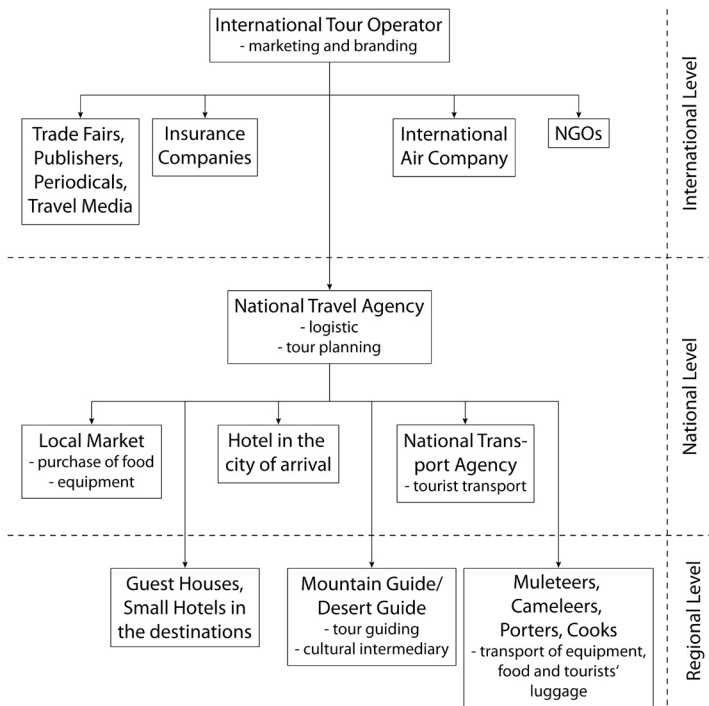 International Tour Operator
- marketing and branding
Trade Fairs,
Publishers,
Periodicals,
Travel Media
Insurance
Companies
International
Air Company
NGOs
International Level
National Travel Agency
- logistic
- tour planning
Local Market
- purchase of food
- equipment
Hotel in the
city of arrival
National Trans-
port Agency
- tourist transport
National Level
Guest Houses,
Small Hotels in
the destinations
Mountain Guide/
Desert Guide
- tour guiding
- cultural intermediary
Muleteers,
Cameleers,
Porters, Cooks
- transport of equipment,
food and tourists‘
luggage
Regional Level